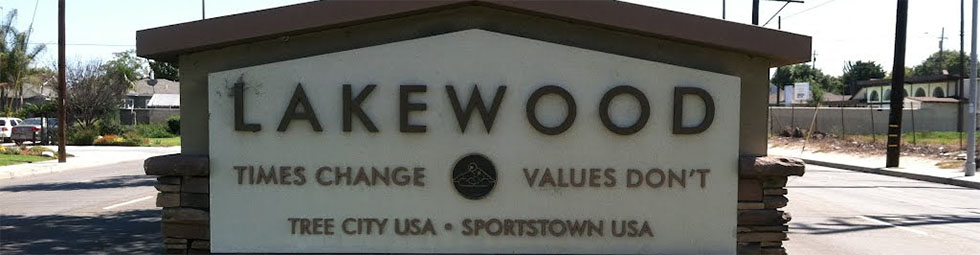 LAKEWOOD
TIMES CHANGE VALUES DON'T
TREE CITY USA • SPORTSTOWN USA